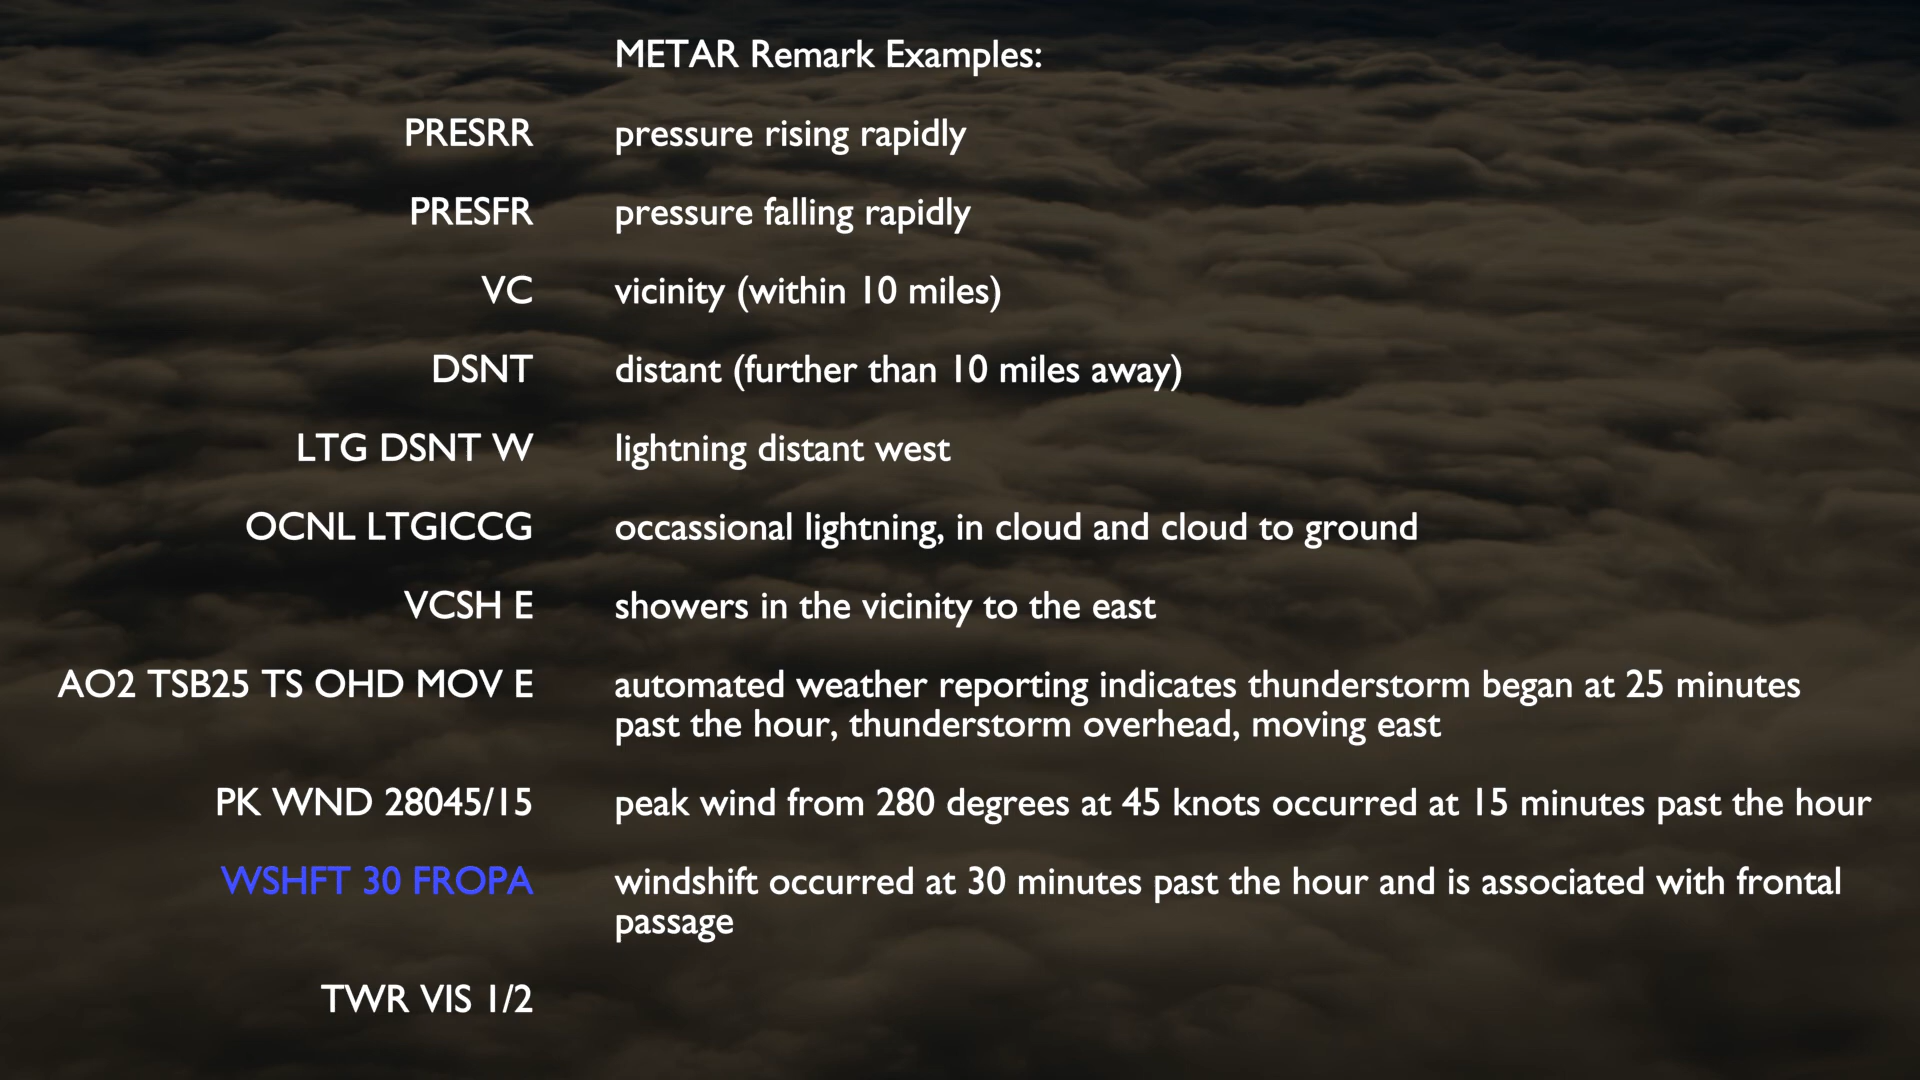 METAR Remark Examples:
PRESRR pressure rising rapidly
PRESFR pressure falling rapidly
VC vicinity (within 10 miles)
DSNT distant (further than 10 miles away)
LTG DSNT W lightning distant west
OCNL LTGICCG occassional lightning, in cloud and cloud to ground
VCSH E showers in the vicinity to the east
AO2 TSB25 TS OHD MOV E automated weather reporting indicates thunderstorm began at 25 minutes
past the hour, thunderstorm overhead, moving east
PK WND 28045/15 peak wind from 280 degrees at 45 knots occurred at 15 minutes past the hour
WSHFT 30 FROPA windshift occurred at 30 minutes past the hour and is associated with frontal
passage
TWR VIS 1/2